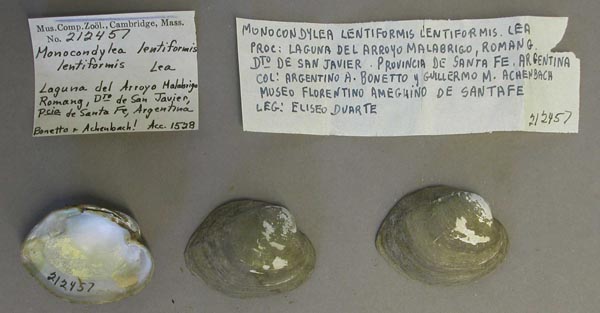 Mus. Comp. Zoöl., Cambridge, Mass.
No. 212457
Monocondylea lentiformis
lentiformis Lea
Laguna del Arroyo Malabrigo
Romang, Dto de San Javier,
Pcia de Santa Fe, Argentina
Bonetto & Achenbach! Acc. 1528
MONOCONDYLEA LENTIFORMIS LENTIFORMIS. LEA
PROC: LAGUNA DEL ARROYO MALABRIGO, ROMANG.
DTO DE SAN JAVIER. PROVINCIA DE SANTA FE. ARGENTINA
COL: ARGENTINO A. BONETTO y GUILLERMO M. ACHENBACH
MUSEO FLORENTINO AMEGHINO DE SANTA FE
LEG: ELISEO DUARTE
212457
212457